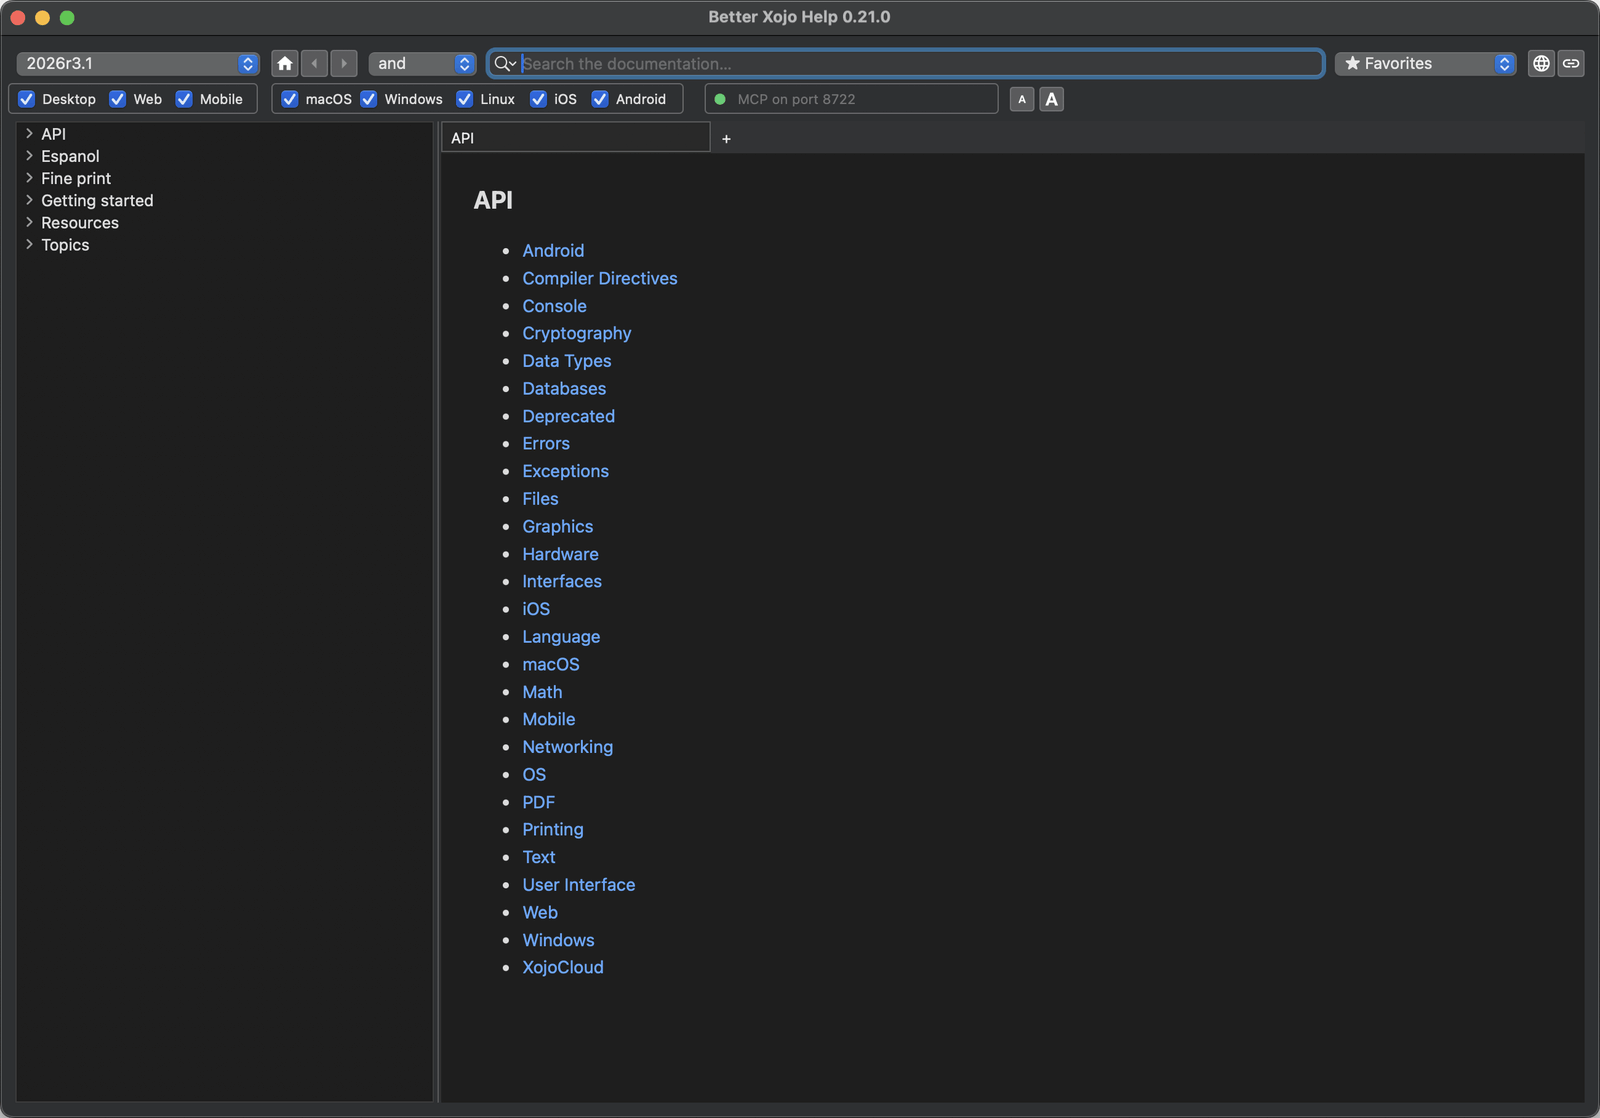 Better Xojo Help 0.21.0
2026r3.1
and
Search the documentation...
★ Favorites
Desktop
Web
Mobile
macOS
Windows
Linux
iOS
Android
MCP on port 8722
A
A
API
Espanol
Fine print
Getting started
Resources
Topics
API
+
API
Android
Compiler Directives
Console
Cryptography
Data Types
Databases
Deprecated
Errors
Exceptions
Files
Graphics
Hardware
Interfaces
iOS
Language
macOS
Math
Mobile
Networking
OS
PDF
Printing
Text
User Interface
Web
Windows
XojoCloud